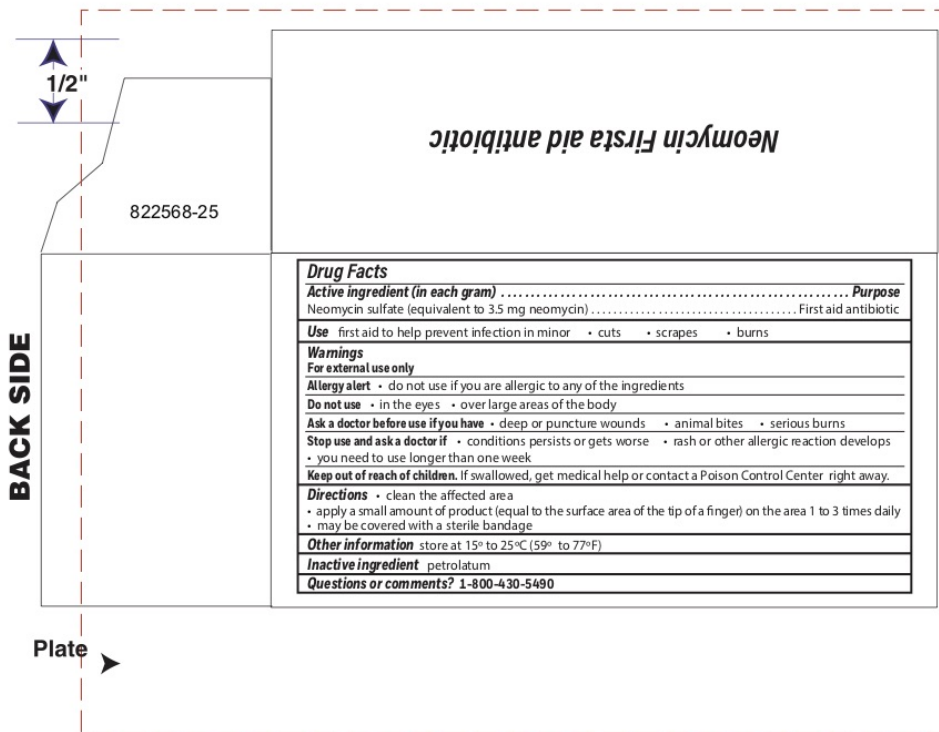 1/2"
Neomycin Firsta aid antibiotic
822568-25
BACK SIDE
Drug Facts
Active ingredient (in each gram) ........................................................... Purpose
Neomycin sulfate (equivalent to 3.5 mg neomycin) .................................... First aid antibiotic
Use first aid to help prevent infection in minor • cuts • scrapes • burns
Warnings
For external use only
Allergy alert • do not use if you are allergic to any of the ingredients
Do not use • in the eyes • over large areas of the body
Ask a doctor before use if you have • deep or puncture wounds • animal bites • serious burns
Stop use and ask a doctor if • conditions persists or gets worse • rash or other allergic reaction develops
• you need to use longer than one week
Keep out of reach of children. If swallowed, get medical help or contact a Poison Control Center right away.
Directions • clean the affected area
• apply a small amount of product (equal to the surface area of the tip of a finger) on the area 1 to 3 times daily
• may be covered with a sterile bandage
Other information store at 15º to 25ºC (59º to 77ºF)
Inactive ingredient petrolatum
Questions or comments? 1-800-430-5490
Plate